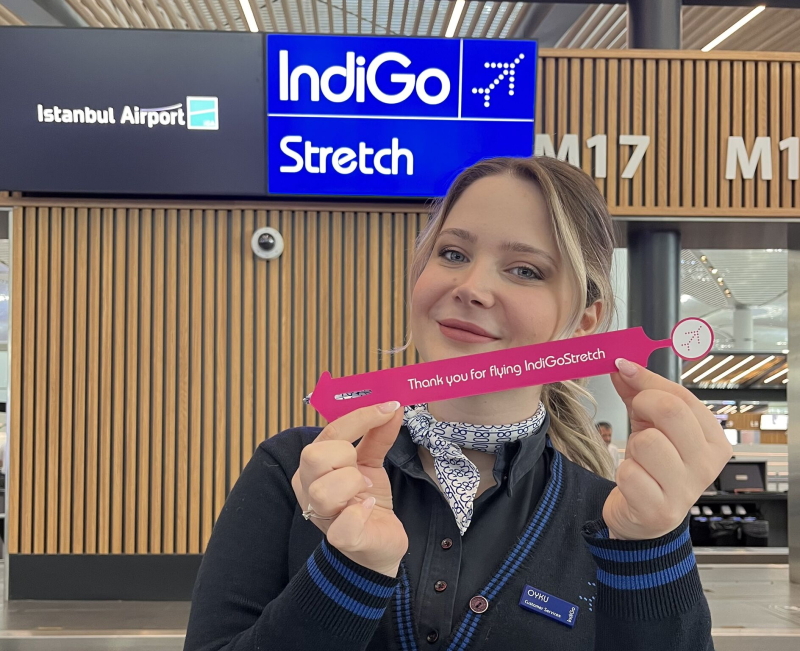 Istanbul Airport
IndiGo
Stretch
M17
M1
Thank you for flying IndiGoStretch
OYKU
Customer Services
IndiGo